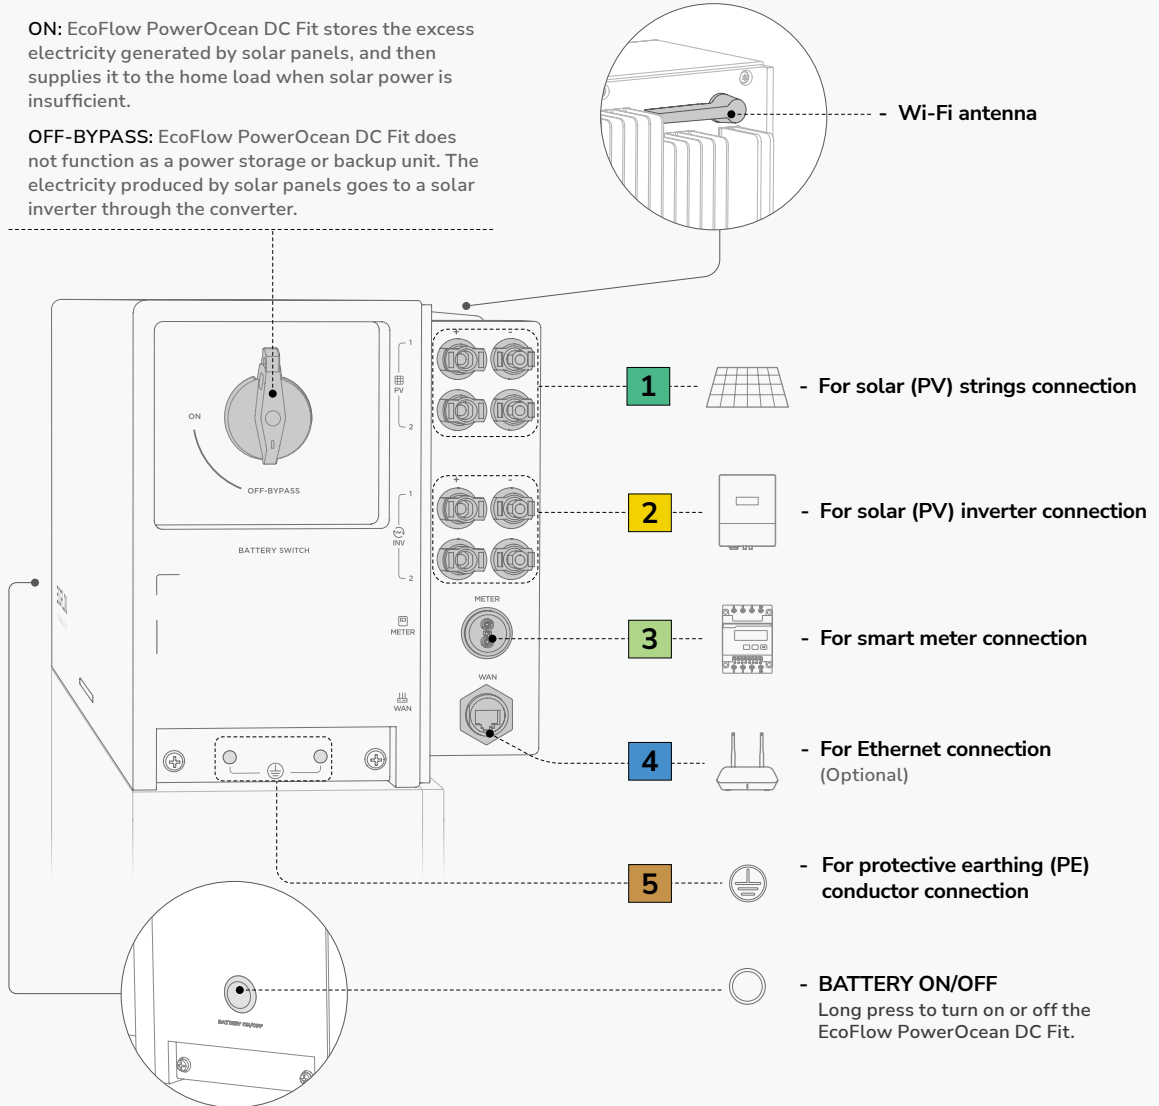 ON: EcoFlow PowerOcean DC Fit stores the excess
electricity generated by solar panels, and then
supplies it to the home load when solar power is
insufficient.
OFF-BYPASS: EcoFlow PowerOcean DC Fit does
not function as a power storage or backup unit. The
electricity produced by solar panels goes to a solar
inverter through the converter.
- Wi-Fi antenna
+ -
1
PV
2
ON
OFF-BYPASS
BATTERY SWITCH
1 - For solar (PV) strings connection
+ -
1
INV
2
2 - For solar (PV) inverter connection
METER
METER
3 - For smart meter connection
WAN
WAN
4 - For Ethernet connection
(Optional)
5 - For protective earthing (PE)
conductor connection
BATTERY ON/OFF
- BATTERY ON/OFF
Long press to turn on or off the
EcoFlow PowerOcean DC Fit.